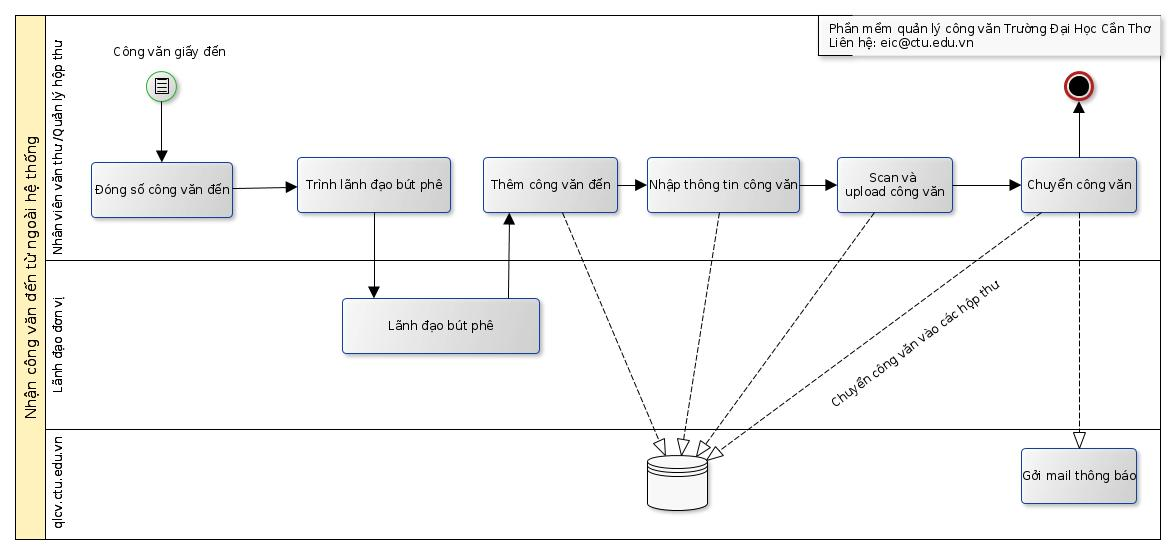 Phần mềm quản lý công văn Trường Đại Học Cần Thơ
Liên hệ: eic@ctu.edu.vn
Nhận công văn đến từ ngoài hệ thống
Nhân viên văn thư/Quản lý hộp thư
Công văn giấy đến
Đóng số công văn đến
Trình lãnh đạo bút phê
Thêm công văn đến
Nhập thông tin công văn
Scan và
upload công văn
Chuyển công văn
Lãnh đạo đơn vị
Lãnh đạo bút phê
Chuyển công văn vào các hộp thư
qlcv.ctu.edu.vn
Gởi mail thông báo